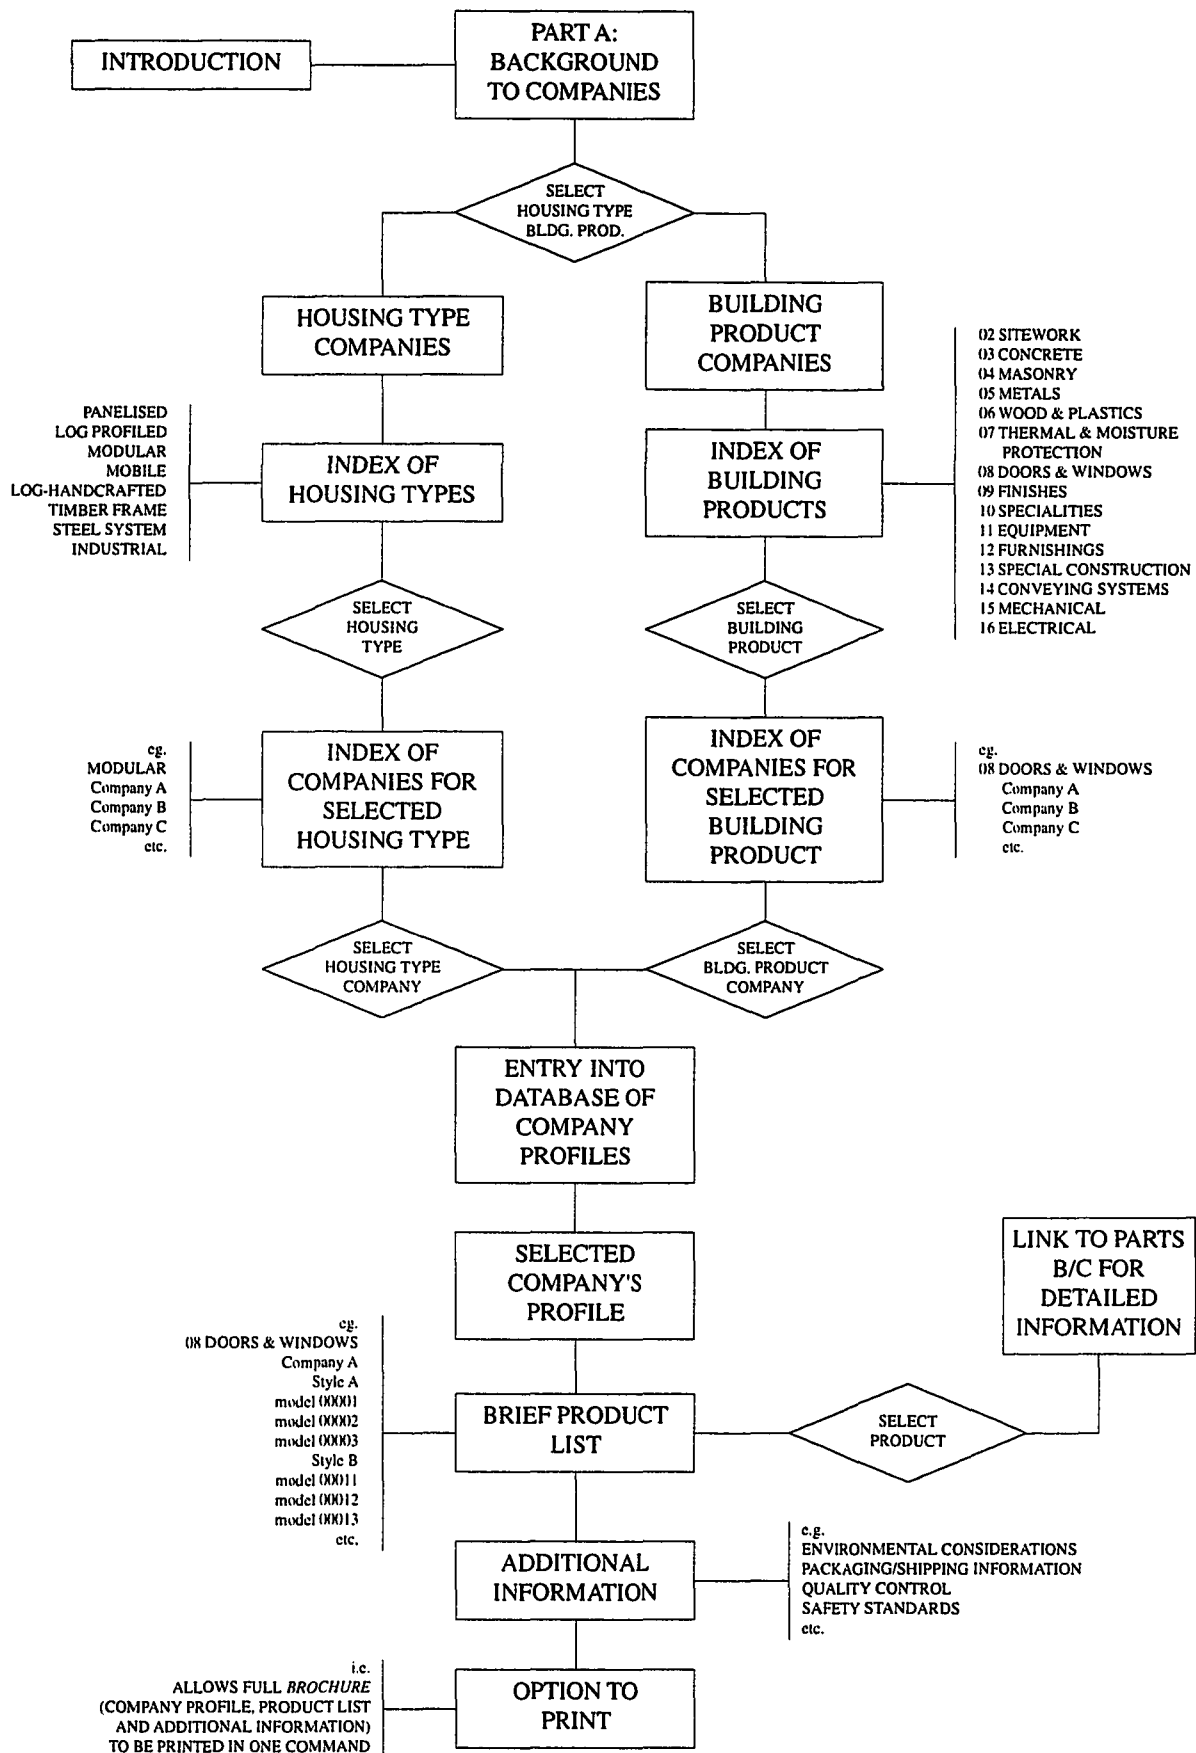 INTRODUCTION
PART A:
BACKGROUND
TO COMPANIES
SELECT
HOUSING TYPE
BLDG. PROD.
HOUSING TYPE
COMPANIES
BUILDING
PRODUCT
COMPANIES
PANELISED
LOG PROFILED
MODULAR
MOBILE
LOG-HANDCRAFTED
TIMBER FRAME
STEEL SYSTEM
INDUSTRIAL
INDEX OF
HOUSING TYPES
INDEX OF
BUILDING
PRODUCTS
02 SITEWORK
03 CONCRETE
04 MASONRY
05 METALS
06 WOOD & PLASTICS
07 THERMAL & MOISTURE
PROTECTION
08 DOORS & WINDOWS
09 FINISHES
10 SPECIALITIES
11 EQUIPMENT
12 FURNISHINGS
13 SPECIAL CONSTRUCTION
14 CONVEYING SYSTEMS
15 MECHANICAL
16 ELECTRICAL
SELECT
HOUSING
TYPE
SELECT
BUILDING
PRODUCT
eg.
MODULAR
Company A
Company B
Company C
etc.
INDEX OF
COMPANIES FOR
SELECTED
HOUSING TYPE
INDEX OF
COMPANIES FOR
SELECTED
BUILDING
PRODUCT
eg.
08 DOORS & WINDOWS
Company A
Company B
Company C
etc.
SELECT
HOUSING TYPE
COMPANY
SELECT
BLDG. PRODUCT
COMPANY
ENTRY INTO
DATABASE OF
COMPANY
PROFILES
SELECTED
COMPANY'S
PROFILE
LINK TO PARTS
B/C FOR
DETAILED
INFORMATION
eg.
08 DOORS & WINDOWS
Company A
Style A
model 00001
model 00002
model 00003
Style B
model 00011
model 00012
model 00013
etc.
BRIEF PRODUCT
LIST
SELECT
PRODUCT
ADDITIONAL
INFORMATION
e.g.
ENVIRONMENTAL CONSIDERATIONS
PACKAGING/SHIPPING INFORMATION
QUALITY CONTROL
SAFETY STANDARDS
etc.
i.e.
ALLOWS FULL BROCHURE
(COMPANY PROFILE, PRODUCT LIST
AND ADDITIONAL INFORMATION)
TO BE PRINTED IN ONE COMMAND
OPTION TO
PRINT